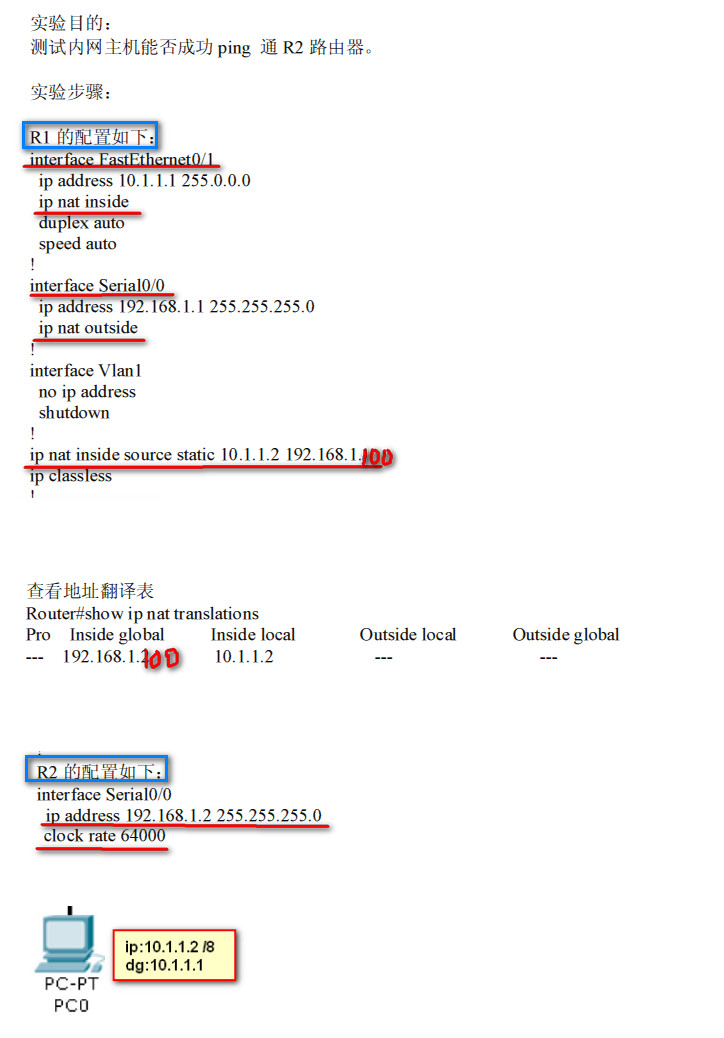 实验目的：
测试内网主机能否成功 ping 通 R2 路由器。
实验步骤：
R1 的配置如下：
interface FastEthernet0/1
ip address 10.1.1.1 255.0.0.0
ip nat inside
duplex auto
speed auto
!
interface Serial0/0
ip address 192.168.1.1 255.255.255.0
ip nat outside
!
interface Vlan1
no ip address
shutdown
!
ip nat inside source static 10.1.1.2 192.168.1.100
ip classless
!
查看地址翻译表
Router#show ip nat translations
Pro Inside global Inside local Outside local Outside global
--- 192.168.1.100 10.1.1.2 --- ---
R2 的配置如下：
interface Serial0/0
ip address 192.168.1.2 255.255.255.0
clock rate 64000
ip:10.1.1.2 /8
dg:10.1.1.1
PC-PT
PC0